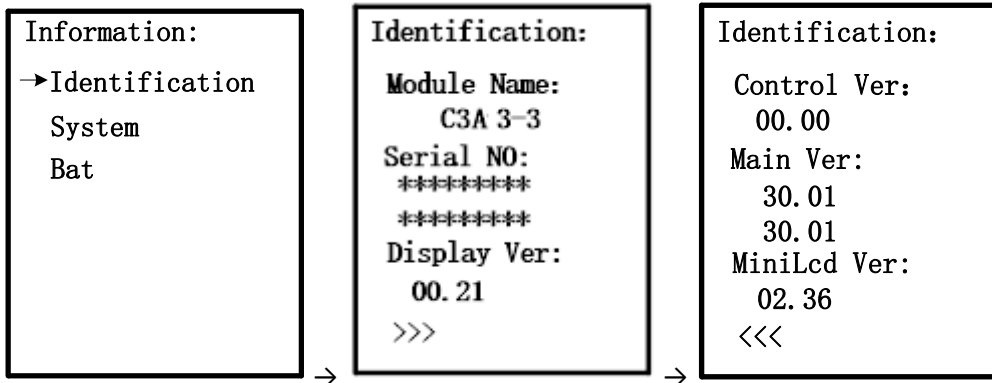 Information:
→Identification
System
Bat
→
Identification:
Module Name:
C3A 3-3
Serial NO:
*********
*********
Display Ver:
00.21
>>>
→
Identification:
Control Ver:
00.00
Main Ver:
30.01
30.01
MiniLcd Ver:
02.36
<<<